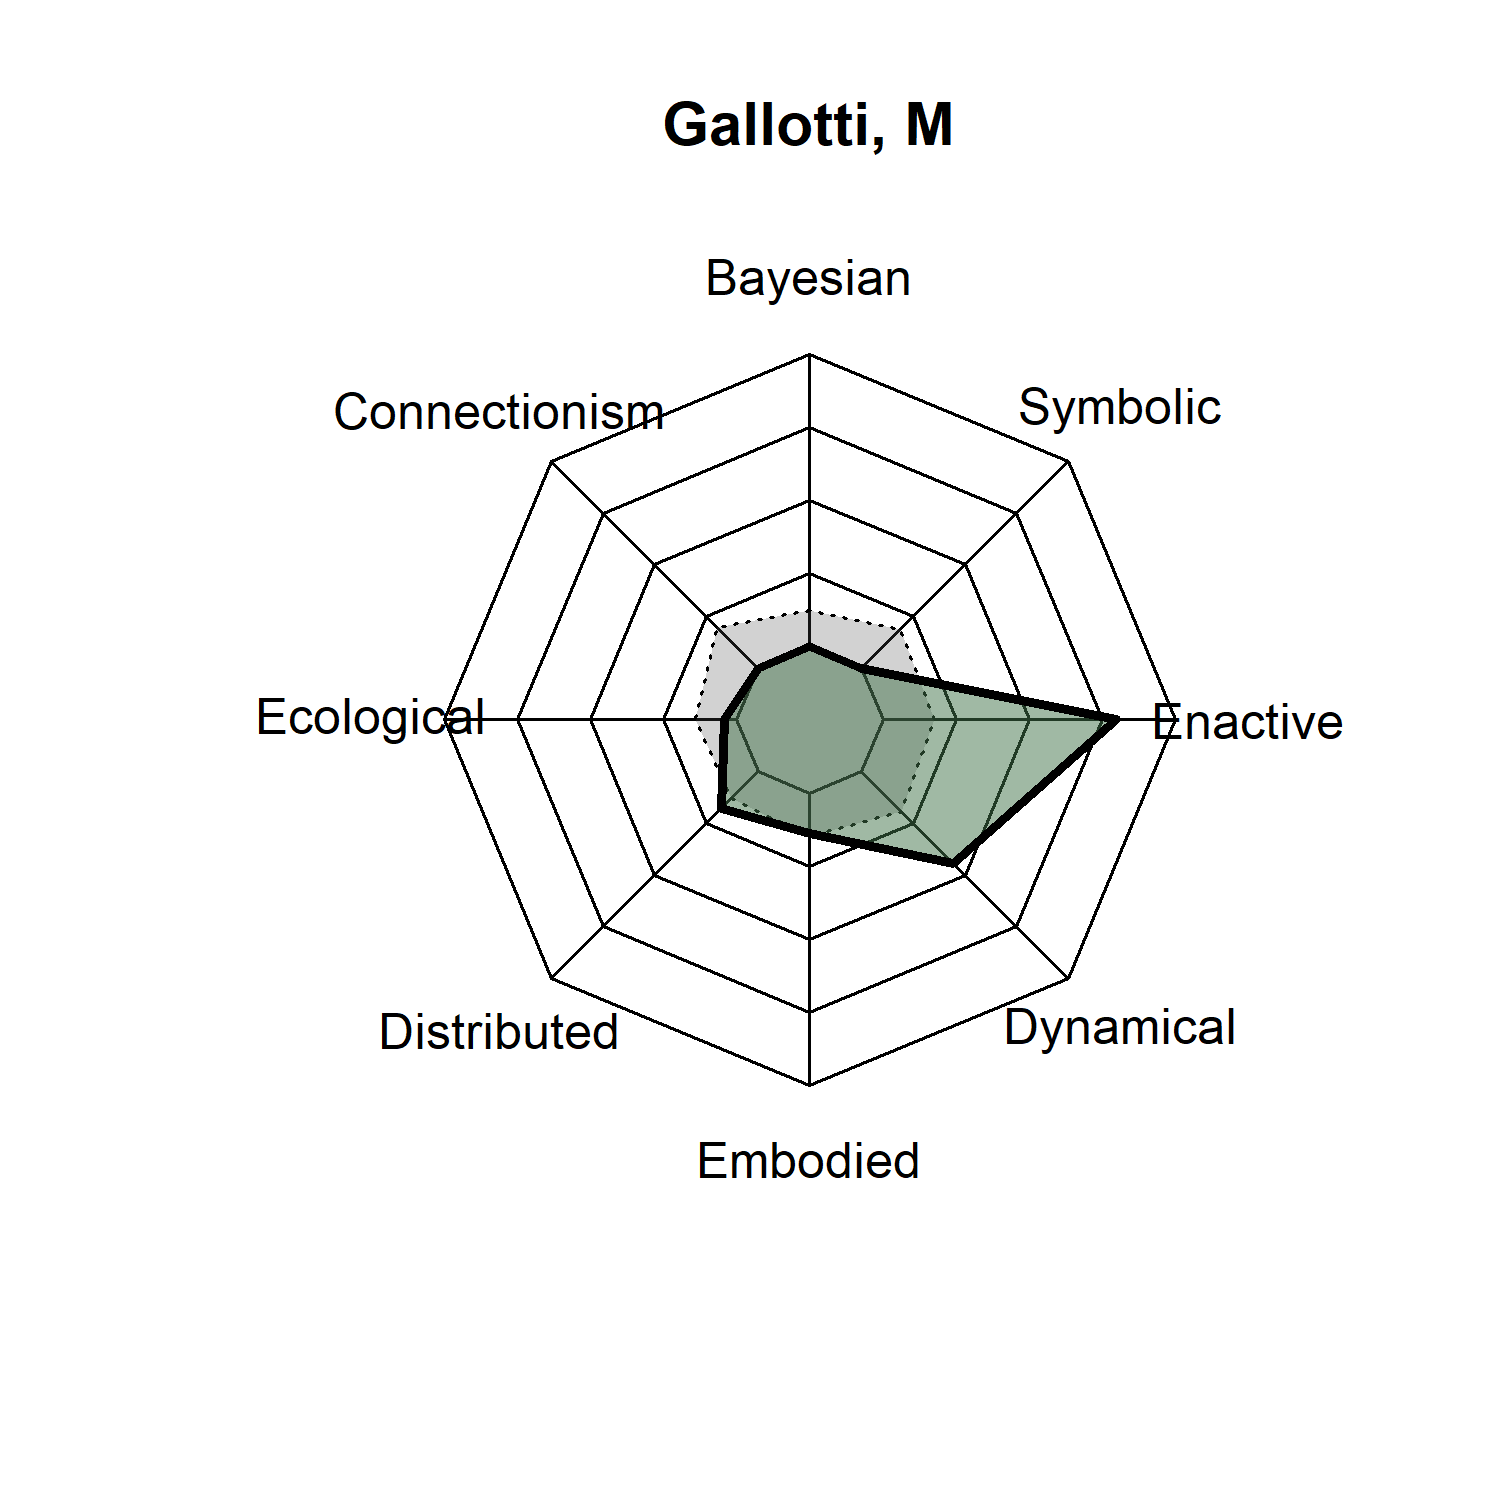 Gallotti, M
Bayesian
Connectionism
Symbolic
Ecological
Enactive
Distributed
Dynamical
Embodied